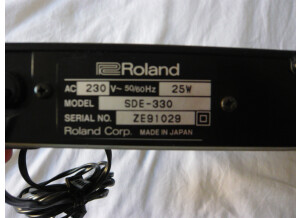 Roland
AC 230 V~ 50/60Hz 25W
MODEL SDE-330
SERIAL NO. ZE91029
Roland Corp. MADE IN JAPAN